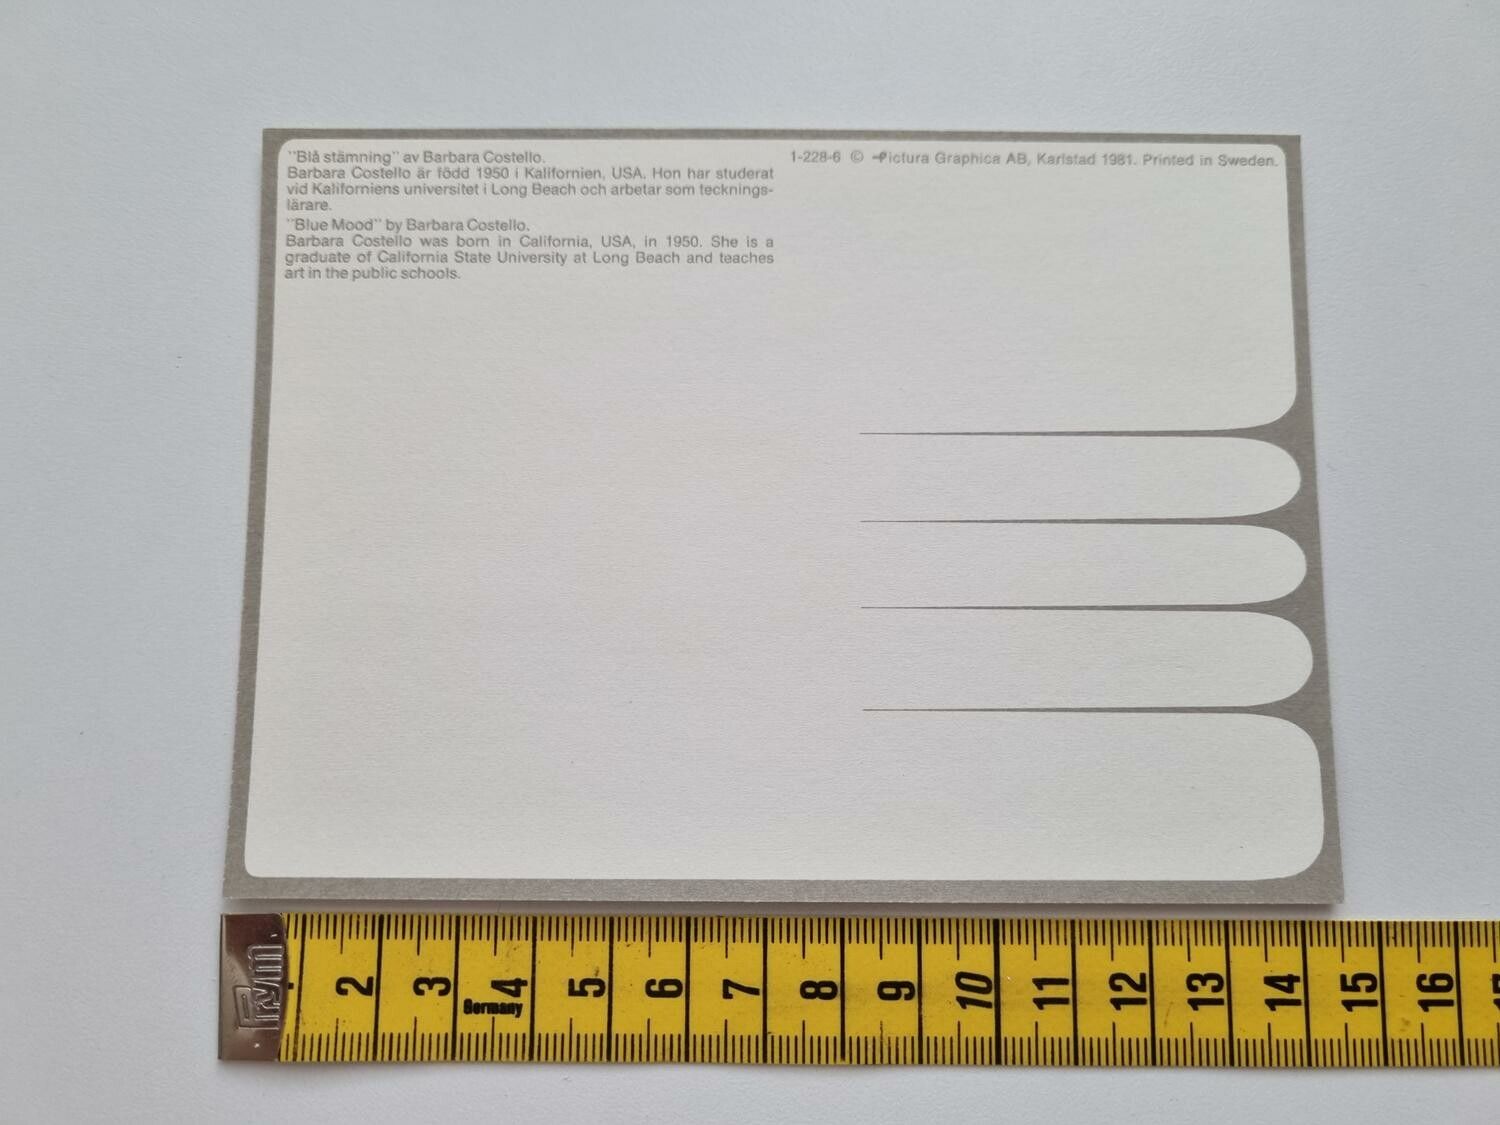 "Blå stämning" av Barbara Costello.
Barbara Costello är född 1950 i Kalifornien, USA. Hon har studerat
vid Kaliforniens universitet i Long Beach och arbetar som tecknings-
lärare.
"Blue Mood" by Barbara Costello.
Barbara Costello was born in California, USA, in 1950. She is a
graduate of California State University at Long Beach and teaches
art in the public schools.
1-228-6 © Pictura Graphica AB, Karlstad 1981. Printed in Sweden.
Prym 2 3 4 5 6 7 8 9 10 11 12 13 14 15 16
Germany